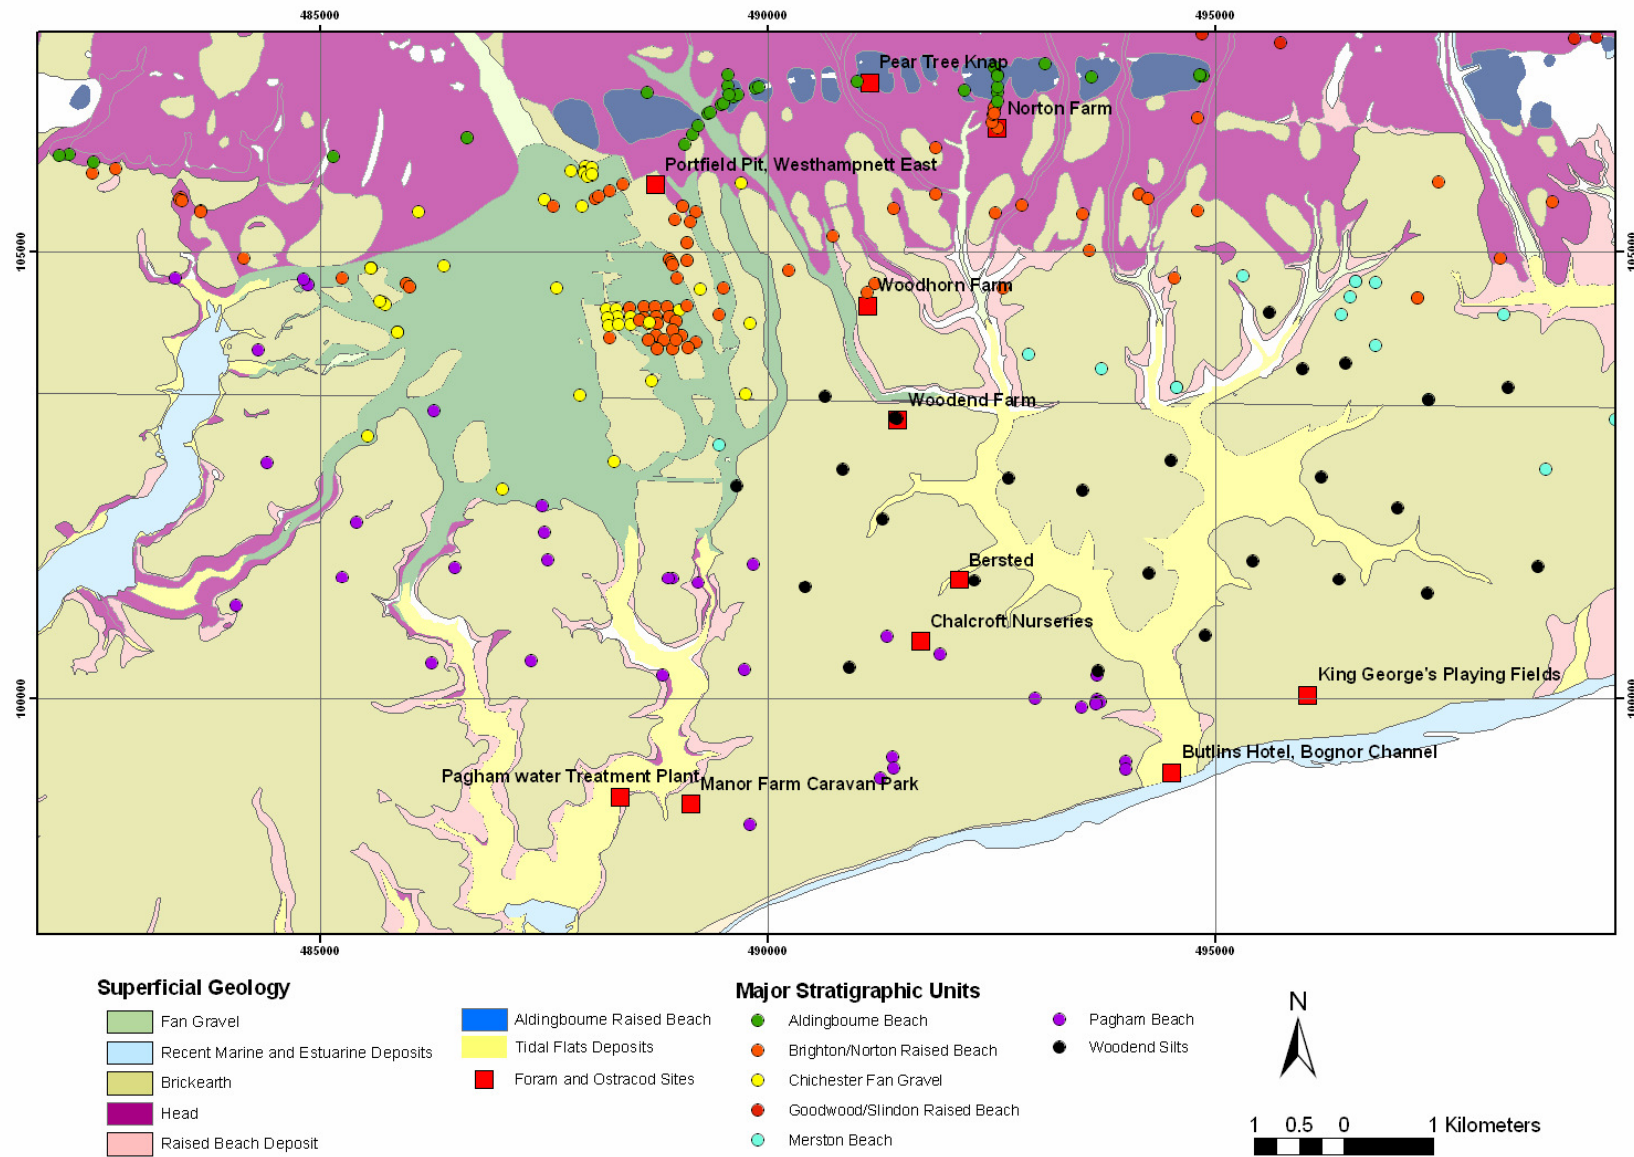 485000
490000
495000
Pear Tree Knap
Norton Farm
Portfield Pit, Westhampnett East
105000
105000
Woodhorn Farm
Woodend Farm
Bersted
Chalcroft Nurseries
King George's Playing Fields
100000
100000
Butlins Hotel, Bognor Channel
Pagham water Treatment Plant
Manor Farm Caravan Park
485000
490000
495000
Superficial Geology
Fan Gravel
Recent Marine and Estuarine Deposits
Brickearth
Head
Raised Beach Deposit
Aldingbourne Raised Beach
Tidal Flats Deposits
Foram and Ostracod Sites
Major Stratigraphic Units
Aldingbourne Beach
Brighton/Norton Raised Beach
Chichester Fan Gravel
Goodwood/Slindon Raised Beach
Merston Beach
Pagham Beach
Woodend Silts
N
1 0.5 0 1 Kilometers